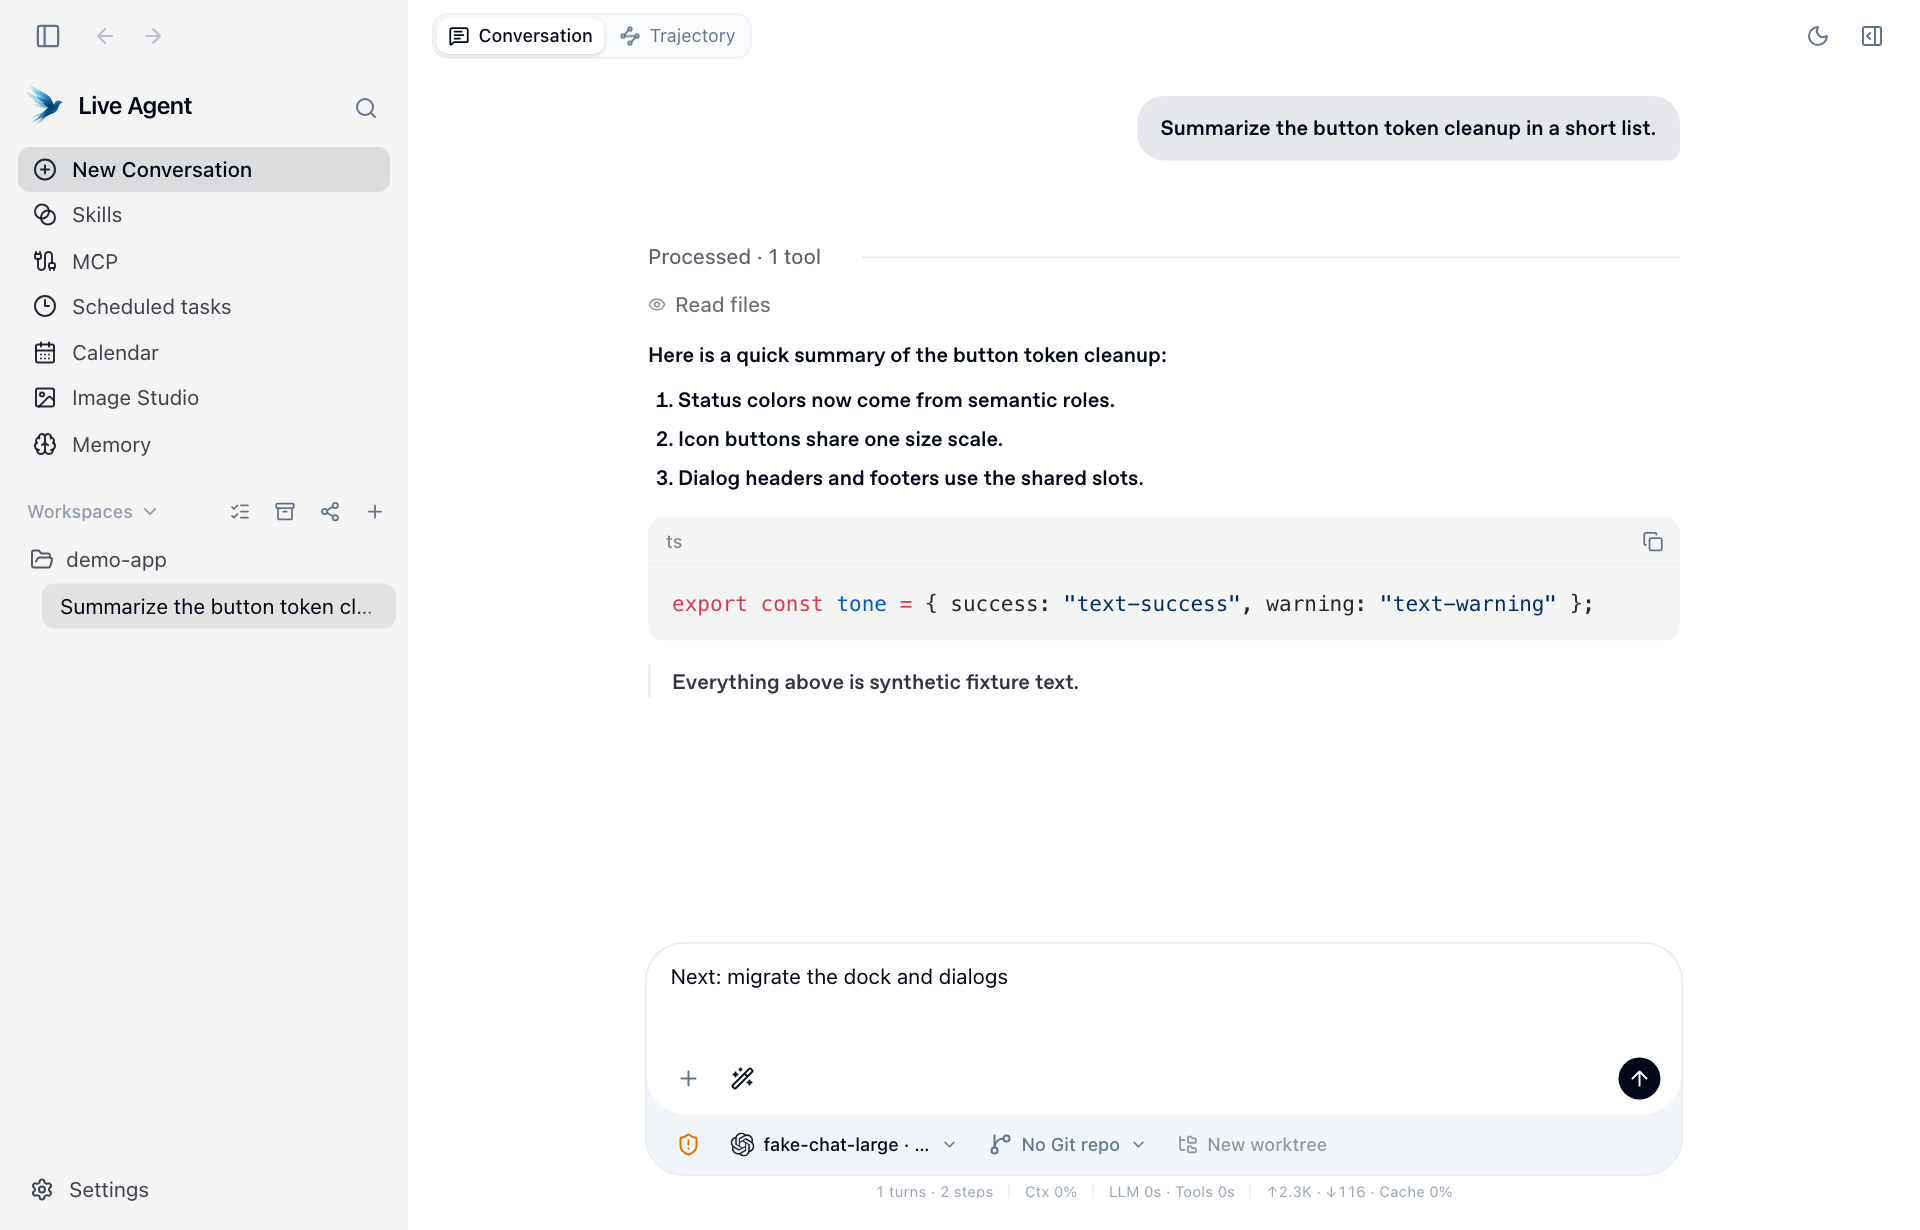 Conversation
Trajectory
Live Agent
New Conversation
Skills
MCP
Scheduled tasks
Calendar
Image Studio
Memory
Workspaces
demo-app
Summarize the button token cl...
Settings
Summarize the button token cleanup in a short list.
Processed · 1 tool
Read files
Here is a quick summary of the button token cleanup:
1. Status colors now come from semantic roles.
2. Icon buttons share one size scale.
3. Dialog headers and footers use the shared slots.
ts
export const tone = { success: "text-success", warning: "text-warning" };
Everything above is synthetic fixture text.
Next: migrate the dock and dialogs
fake-chat-large · ...
No Git repo
New worktree
1 turns · 2 steps | Ctx 0% | LLM 0s · Tools 0s | ↑2.3K · ↓116 · Cache 0%